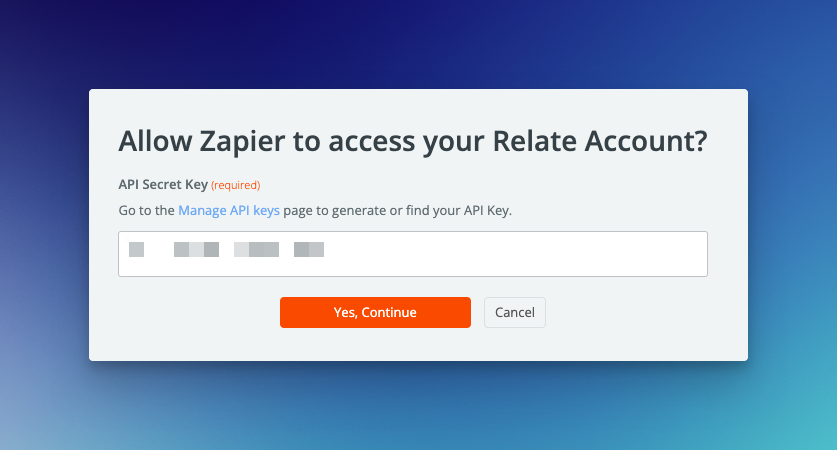 Allow Zapier to access your Relate Account?
API Secret Key (required)
Go to the Manage API keys page to generate or find your API Key.
Yes, Continue
Cancel